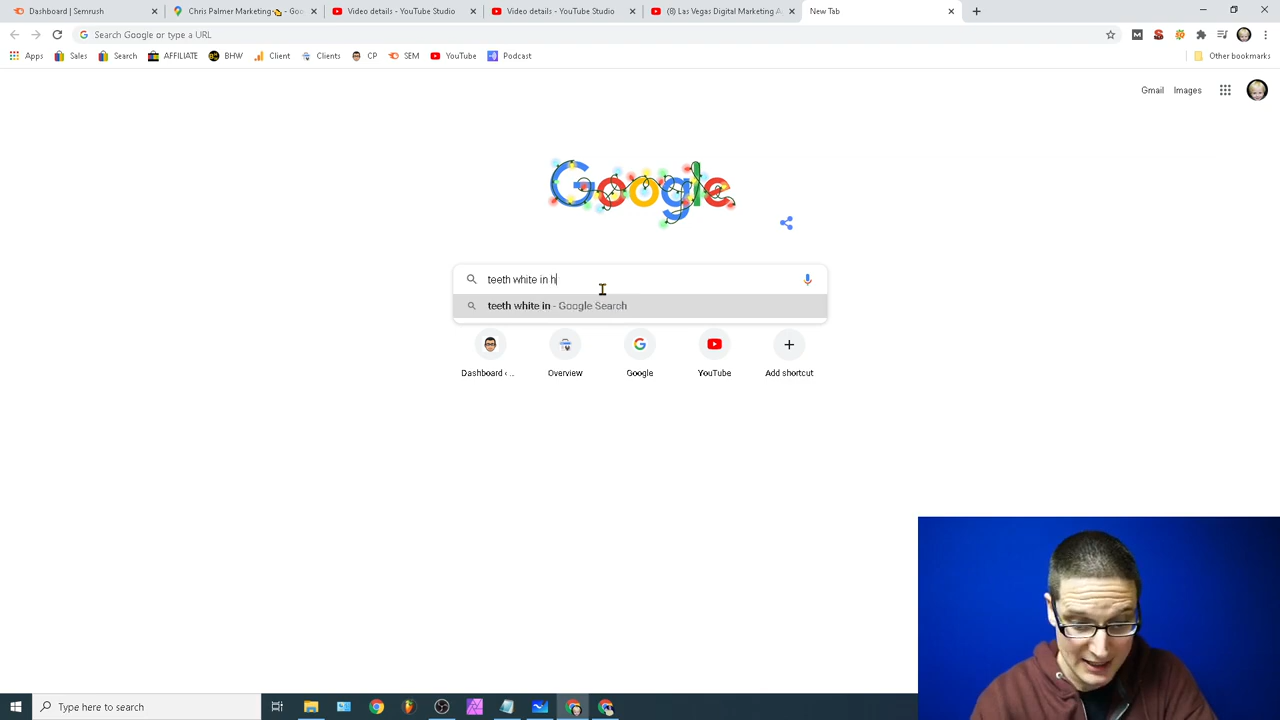 Dashboard | Semrush
Chris Palmer Marketing - Goo
Video details - YouTube Studio
Video details - YouTube Studio
(8) Las Vegas Digital Marketing A
New Tab
Search Google or type a URL
Apps
Sales
Search
AFFILIATE
BHW
Client
Clients
CP
SEM
YouTube
Podcast
Other bookmarks
Gmail
Images
Google
teeth white in h
teeth white in - Google Search
Dashboard ‹ ...
Overview
Google
YouTube
Add shortcut
Type here to search